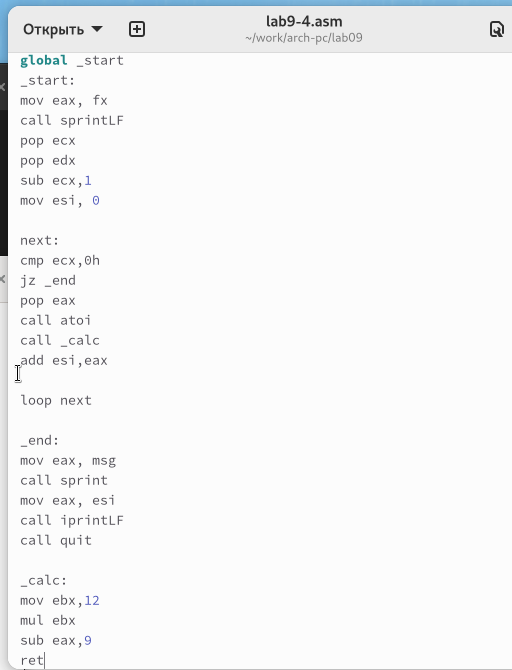 Открыть
lab9-4.asm
~/work/arch-pc/lab09
global _start
_start:
mov eax, fx
call sprintLF
pop ecx
pop edx
sub ecx,1
mov esi, 0
next:
cmp ecx,0h
jz _end
pop eax
call atoi
call _calc
add esi,eax
loop next
_end:
mov eax, msg
call sprint
mov eax, esi
call iprintLF
call quit
_calc:
mov ebx,12
mul ebx
sub eax,9
ret